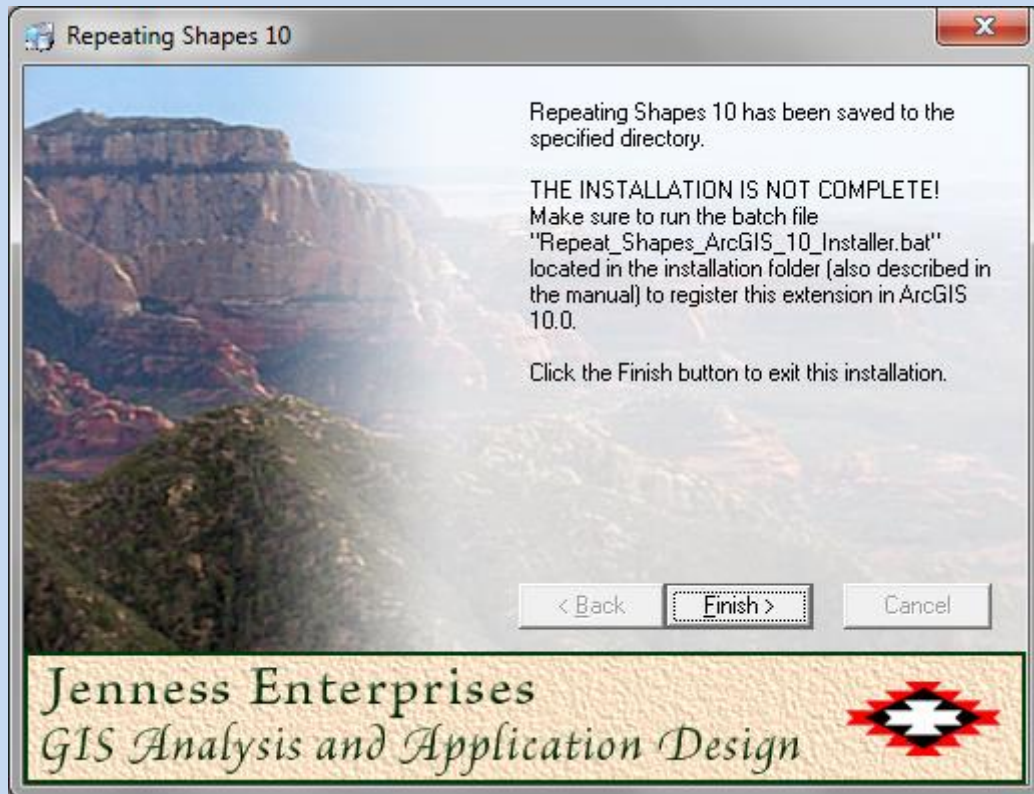 Repeating Shapes 10
Repeating Shapes 10 has been saved to the
specified directory.
THE INSTALLATION IS NOT COMPLETE!
Make sure to run the batch file
"Repeat_Shapes_ArcGIS_10_Installer.bat"
located in the installation folder (also described in
the manual) to register this extension in ArcGIS
10.0.
Click the Finish button to exit this installation.
< Back
Finish >
Cancel
Jenness Enterprises
GIS Analysis and Application Design